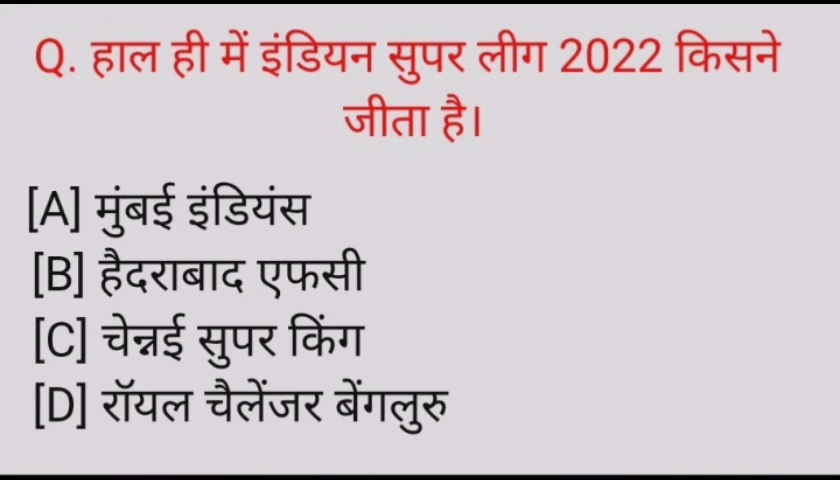 Q. हाल ही में इंडियन सुपर लीग 2022 किसने
जीता है।
[A] मुंबई इंडियंस
[B] हैदराबाद एफसी
[C] चेन्नई सुपर किंग
[D] रॉयल चैलेंजर बेंगलुरु